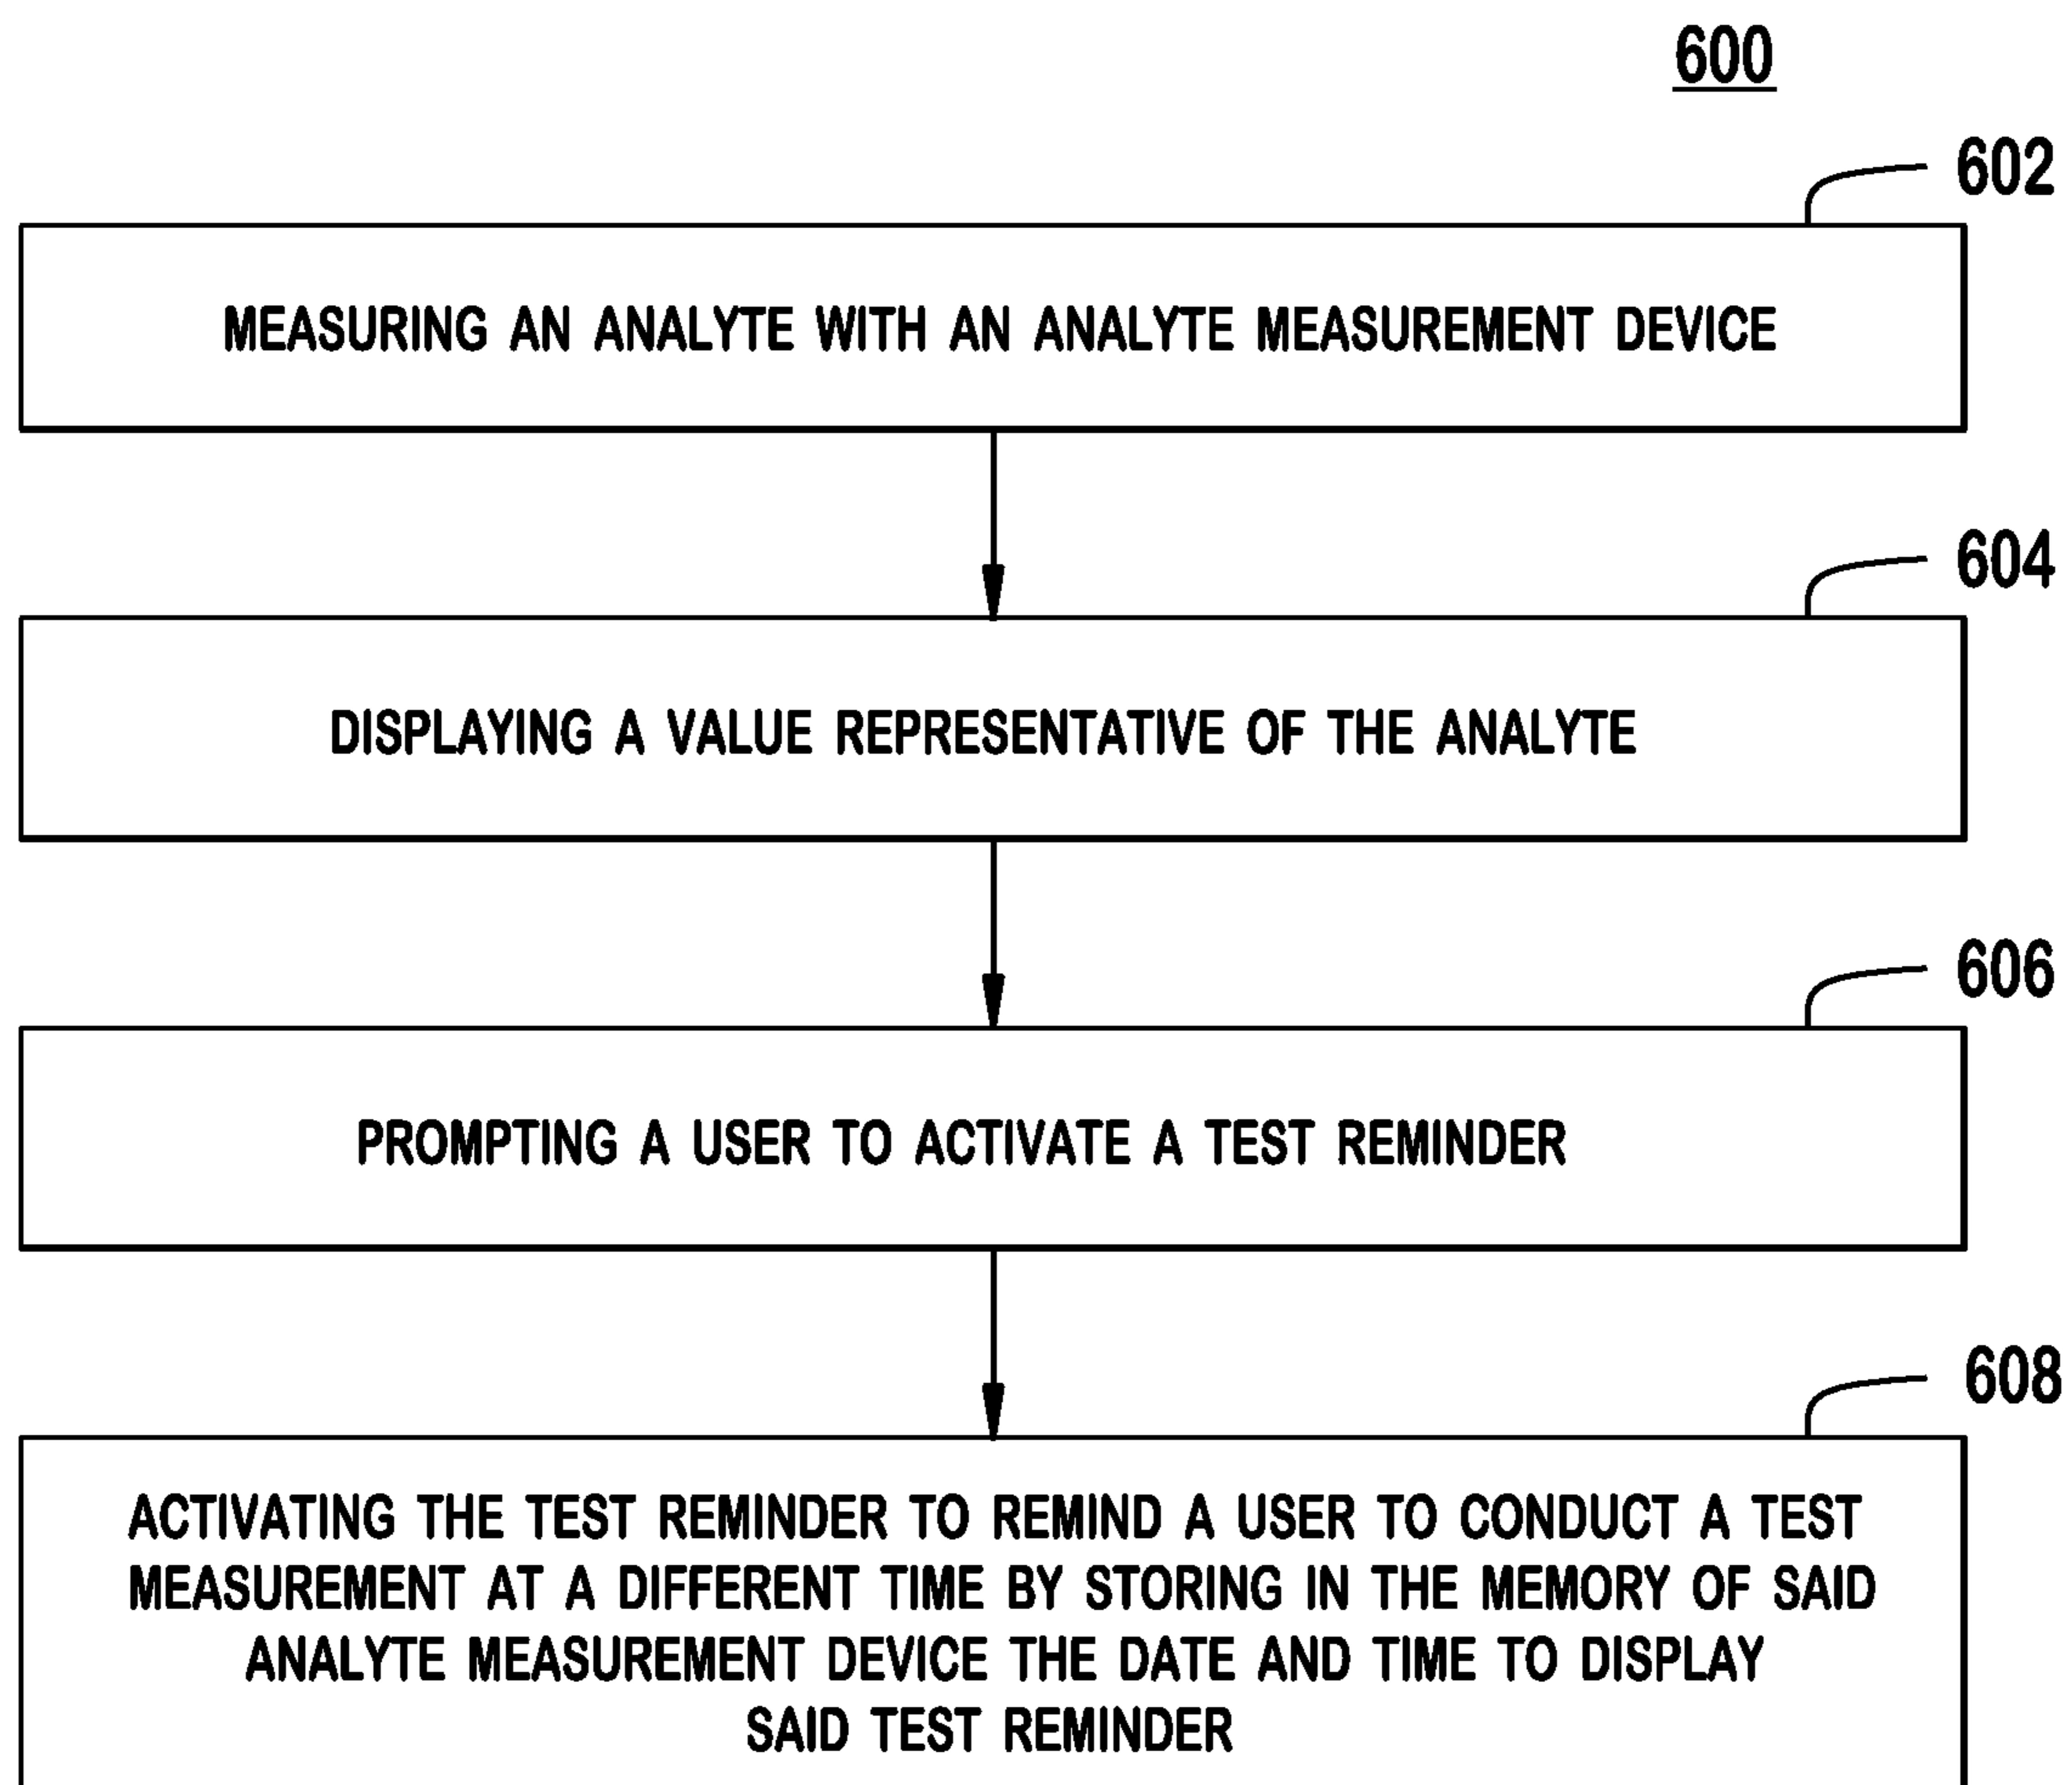 600
602
MEASURING AN ANALYTE WITH AN ANALYTE MEASUREMENT DEVICE
604
DISPLAYING A VALUE REPRESENTATIVE OF THE ANALYTE
606
PROMPTING A USER TO ACTIVATE A TEST REMINDER
608
ACTIVATING THE TEST REMINDER TO REMIND A USER TO CONDUCT A TEST
MEASUREMENT AT A DIFFERENT TIME BY STORING IN THE MEMORY OF SAID
ANALYTE MEASUREMENT DEVICE THE DATE AND TIME TO DISPLAY
SAID TEST REMINDER